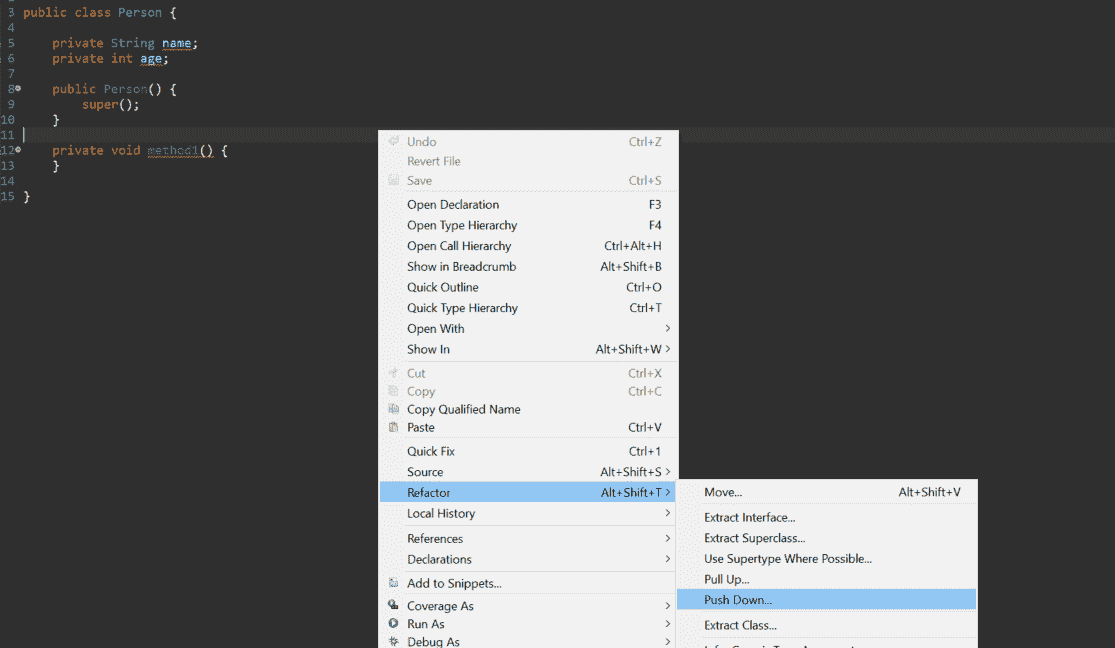 3 public class Person {
4
5 private String name;
6 private int age;
7
8 public Person() {
9 super();
10 }
11
12 private void method1() {
13 }
14
15 }
Undo Ctrl+Z
Revert File
Save Ctrl+S
Open Declaration F3
Open Type Hierarchy F4
Open Call Hierarchy Ctrl+Alt+H
Show in Breadcrumb Alt+Shift+B
Quick Outline Ctrl+O
Quick Type Hierarchy Ctrl+T
Open With >
Show In Alt+Shift+W >
Cut Ctrl+X
Copy Ctrl+C
Copy Qualified Name
Paste Ctrl+V
Quick Fix Ctrl+1
Source Alt+Shift+S >
Refactor Alt+Shift+T >
Local History >
References >
Declarations >
Add to Snippets...
Coverage As >
Run As >
Debug As >
Move... Alt+Shift+V
Extract Interface...
Extract Superclass...
Use Supertype Where Possible...
Pull Up...
Push Down...
Extract Class...